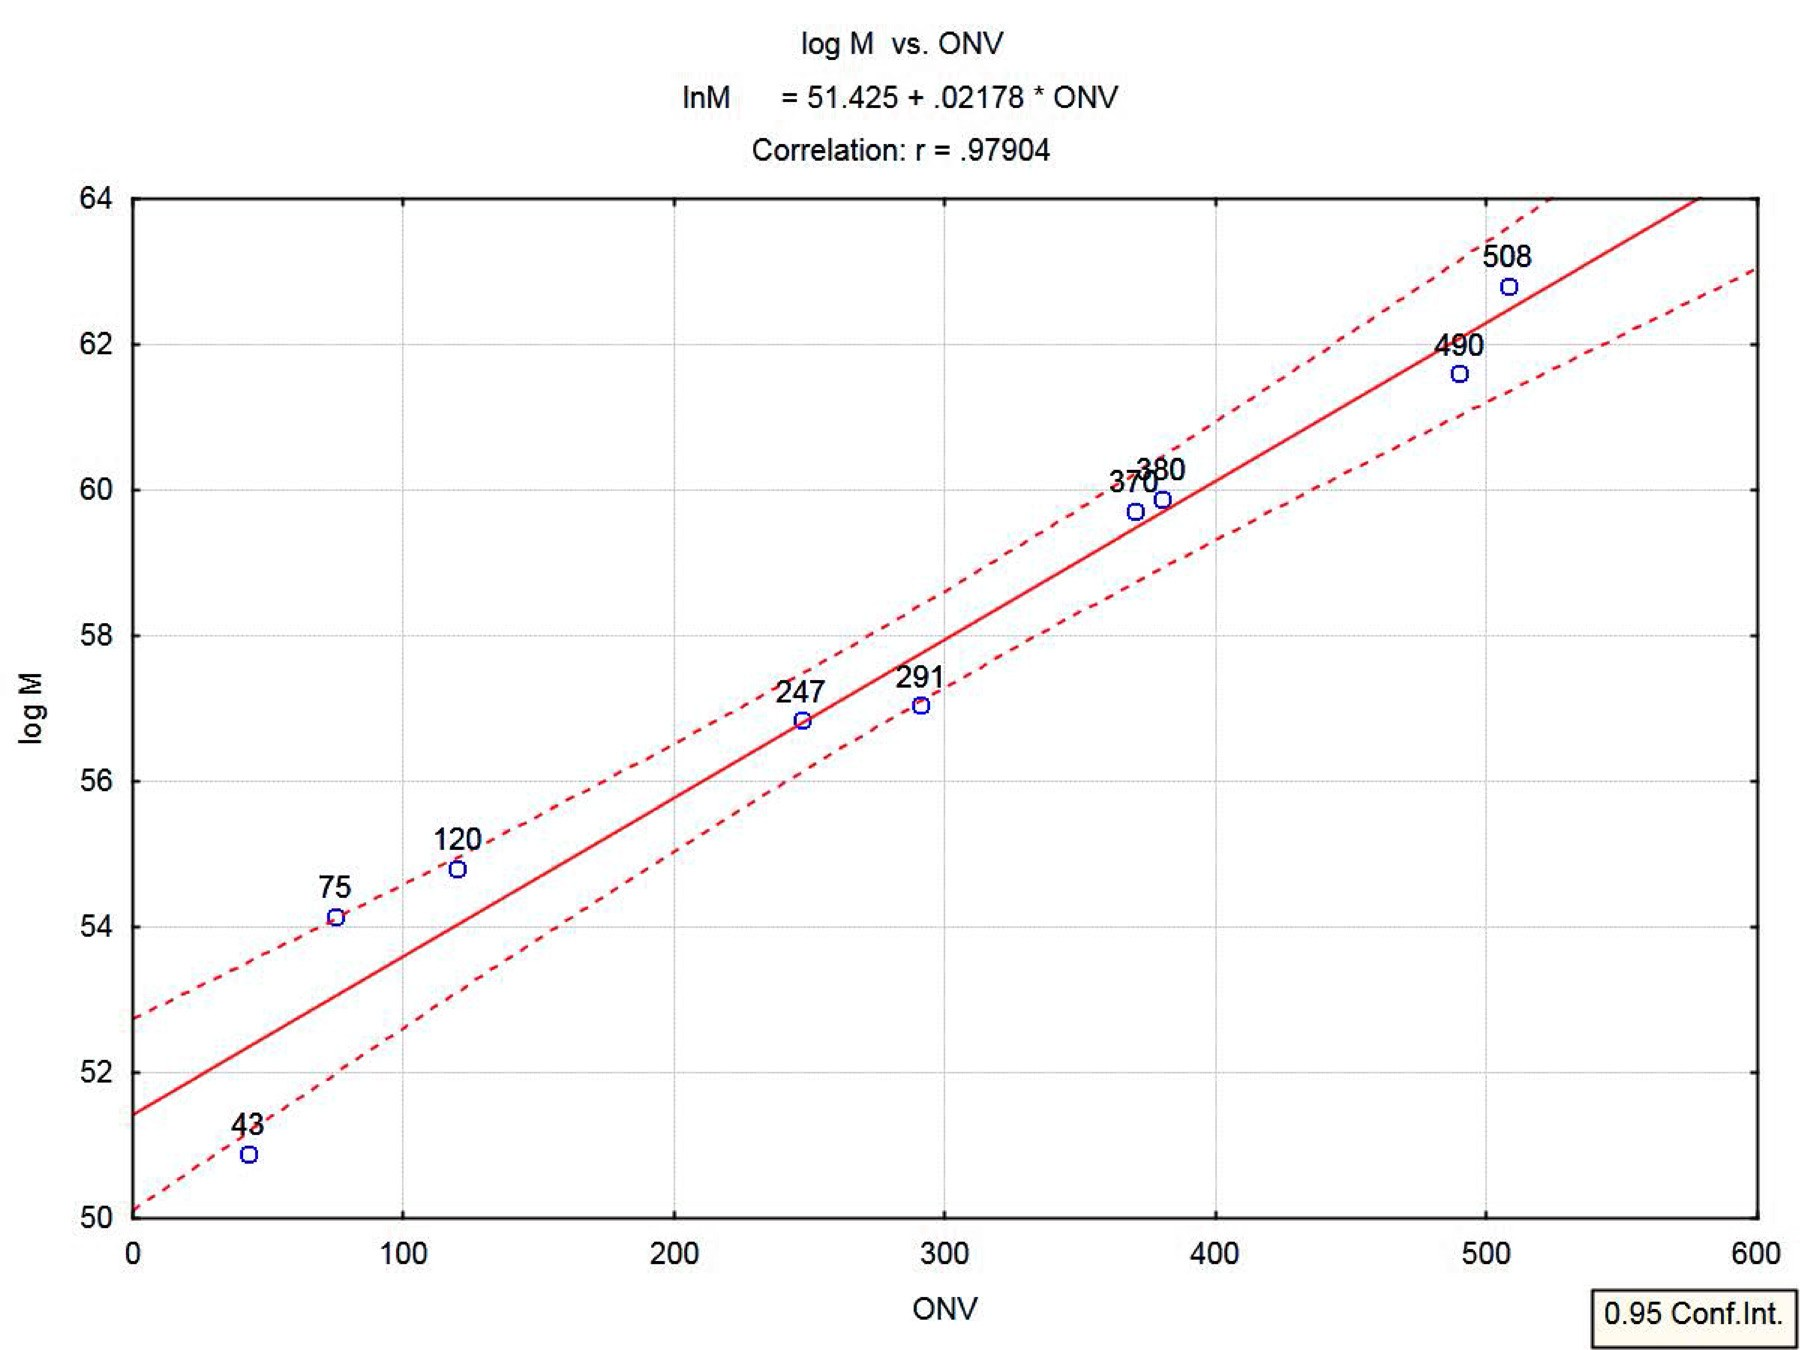 log M vs. ONV
lnM = 51.425 + .02178 * ONV
Correlation: r = .97904
64
62
60
58
56
54
52
50
log M
508
490
380
370
291
247
120
75
43
0 100 200 300 400 500 600
ONV
0.95 Conf.Int.